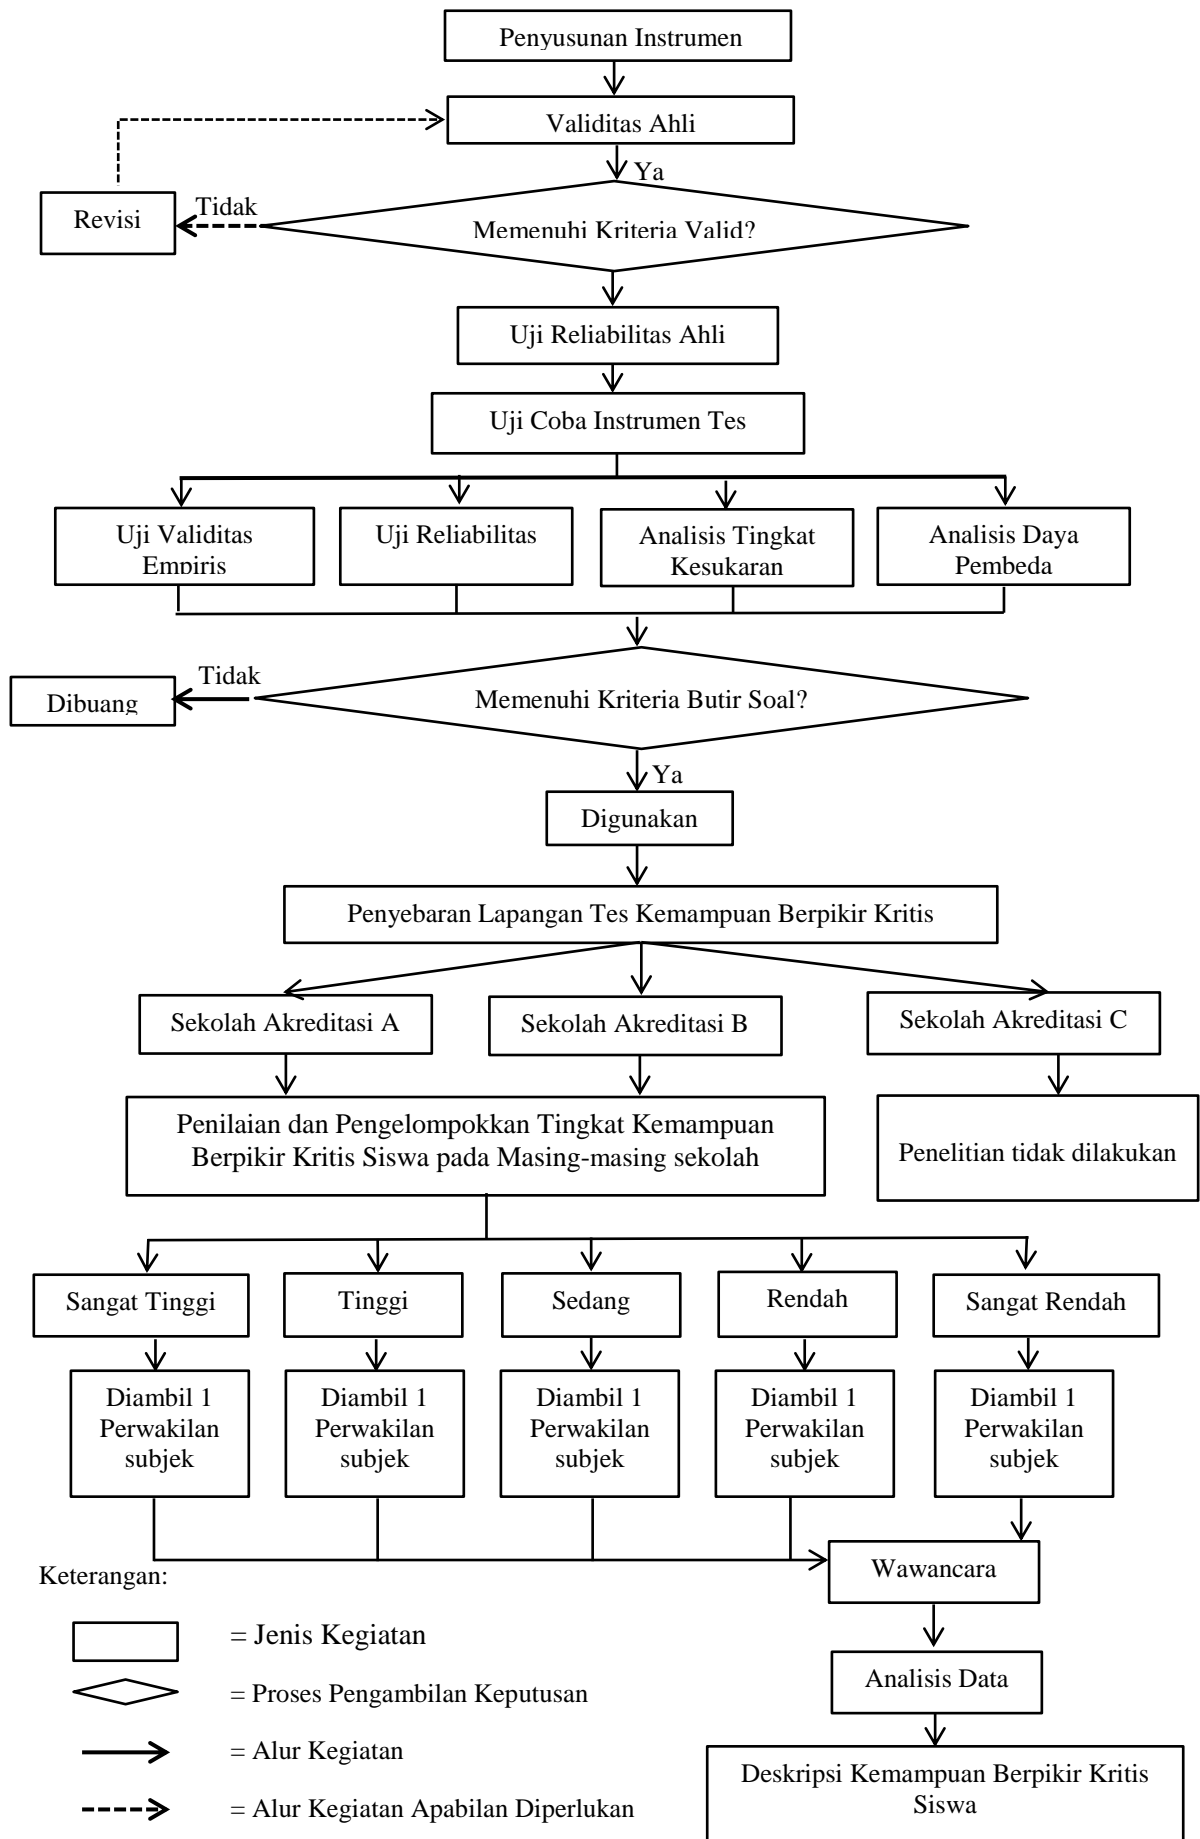 Penyusunan Instrumen
Validitas Ahli
Ya
Revisi
Tidak
Memenuhi Kriteria Valid?
Uji Reliabilitas Ahli
Uji Coba Instrumen Tes
Uji Validitas
Empiris
Uji Reliabilitas
Analisis Tingkat
Kesukaran
Analisis Daya
Pembeda
Tidak
Dibuang
Memenuhi Kriteria Butir Soal?
Ya
Digunakan
Penyebaran Lapangan Tes Kemampuan Berpikir Kritis
Sekolah Akreditasi A
Sekolah Akreditasi B
Sekolah Akreditasi C
Penilaian dan Pengelompokkan Tingkat Kemampuan
Berpikir Kritis Siswa pada Masing-masing sekolah
Penelitian tidak dilakukan
Sangat Tinggi
Tinggi
Sedang
Rendah
Sangat Rendah
Diambil 1
Perwakilan
subjek
Diambil 1
Perwakilan
subjek
Diambil 1
Perwakilan
subjek
Diambil 1
Perwakilan
subjek
Diambil 1
Perwakilan
subjek
Wawancara
Analisis Data
Deskripsi Kemampuan Berpikir Kritis
Siswa
Keterangan:
= Jenis Kegiatan
= Proses Pengambilan Keputusan
= Alur Kegiatan
= Alur Kegiatan Apabilan Diperlukan